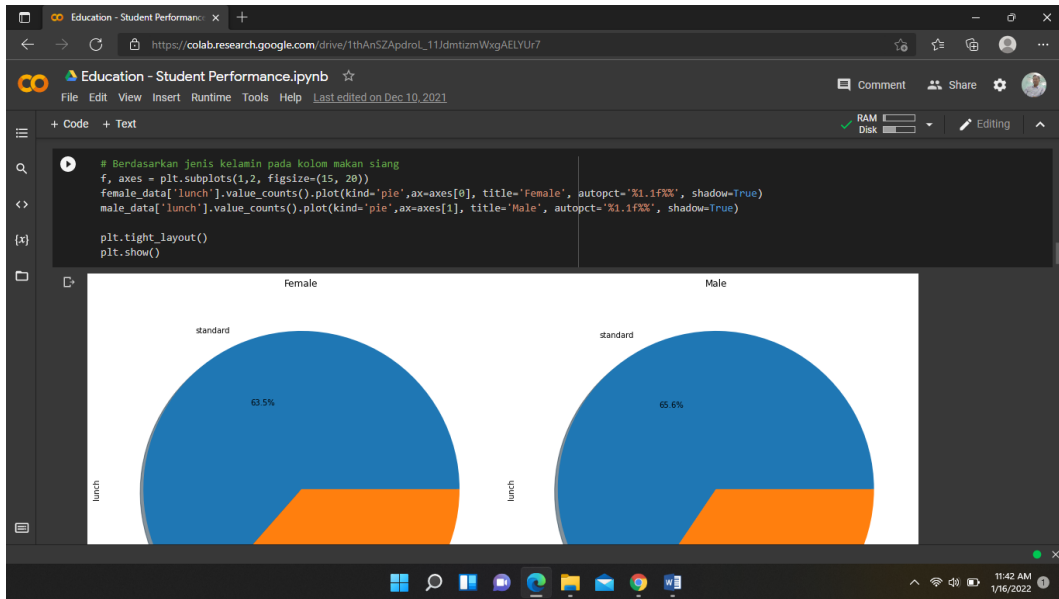 Education - Student Performance
https://colab.research.google.com/drive/1thAnSZApdroL_11JdmtizmWxgAELYUr7
Education - Student Performance.ipynb
Comment
Share
File Edit View Insert Runtime Tools Help Last edited on Dec 10, 2021
+ Code + Text
RAM
Disk
Editing
# Berdasarkan jenis kelamin pada kolom makan siang
f, axes = plt.subplots(1,2, figsize=(15, 20))
female_data['lunch'].value_counts().plot(kind='pie',ax=axes[0], title='Female', autopct='%1.1f%%', shadow=True)
male_data['lunch'].value_counts().plot(kind='pie',ax=axes[1], title='Male', autopct='%1.1f%%', shadow=True)
plt.tight_layout()
plt.show()
{x}
Female
Male
standard
standard
63.5%
65.6%
lunch
lunch
11:42 AM
1/16/2022
1